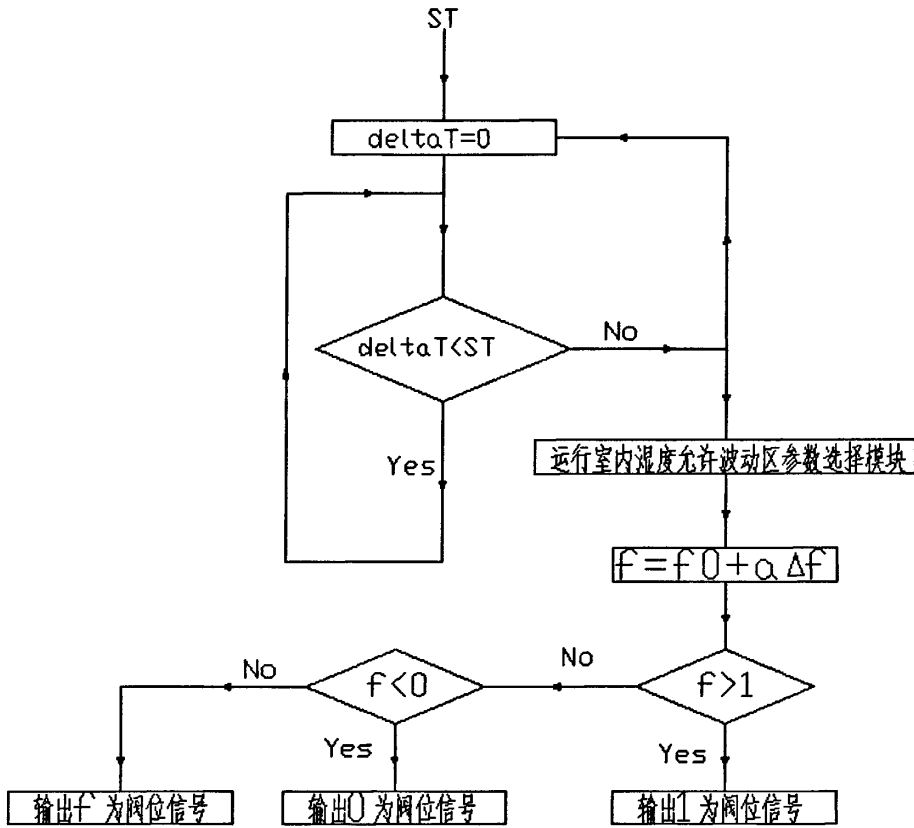 ST
deltaT=0
deltaT<ST
No
Yes
运行室内湿度允许波动区参数选择模块
f=f0+aΔf
f>1
No
f<0
No
Yes
Yes
输出f 为阀位信号
输出0 为阀位信号
输出1 为阀位信号